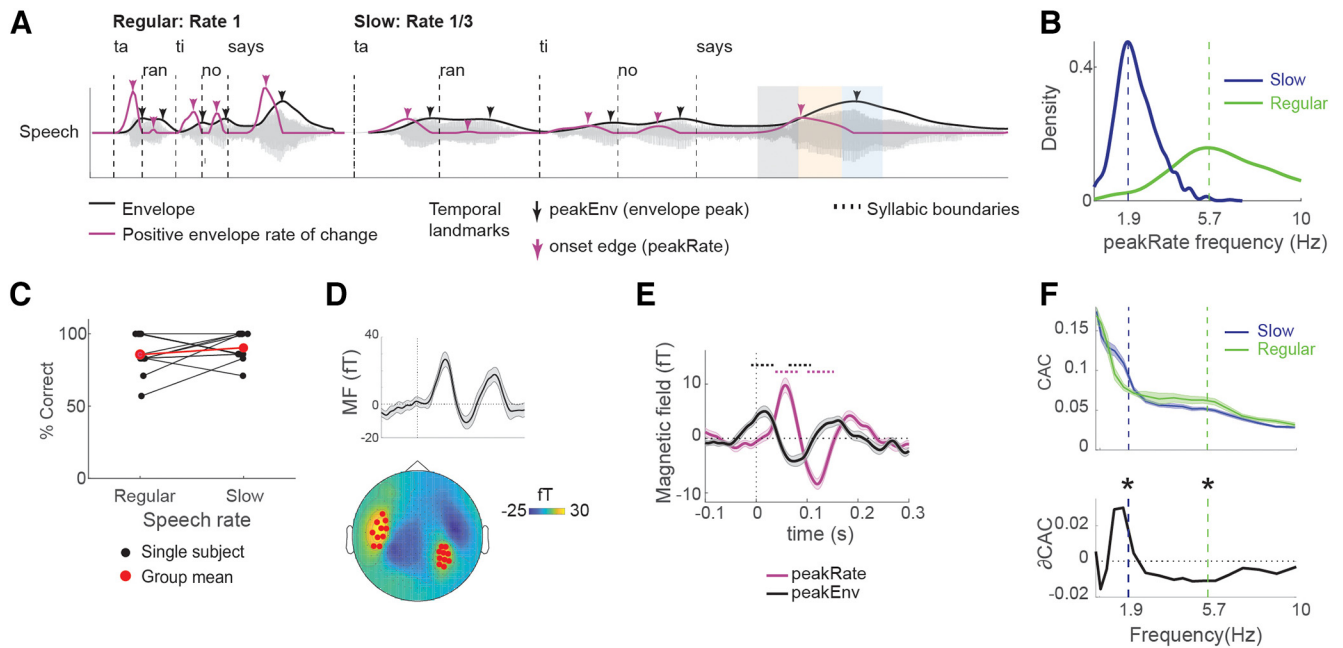 A
Regular: Rate 1
Slow: Rate 1/3
ta ti says ta ti says
ran no ran no
Speech
Envelope
Positive envelope rate of change
Temporal
landmarks
peakEnv (envelope peak)
onset edge (peakRate)
Syllabic boundaries
B
Density
0.4
0
Slow
Regular
1.9 5.7 10
peakRate frequency (Hz)
C
% Correct
100
50
0
Regular Slow
Speech rate
Single subject
Group mean
D
MF (fT)
40
0
-20
fT
-25 30
E
Magnetic field (fT)
10
0
-10
-0.1 0 0.1 0.2 0.3
time (s)
peakRate
peakEnv
F
CAC
0.15
0.1
0.05
0
Slow
Regular
* *
∂CAC
0.02
0
-0.02
1.9 5.7 10
Frequency(Hz)